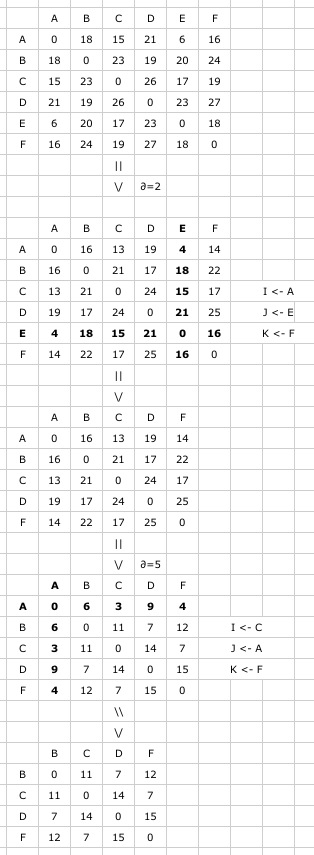 A B C D E F
A 0 18 15 21 6 16
B 18 0 23 19 20 24
C 15 23 0 26 17 19
D 21 19 26 0 23 27
E 6 20 17 23 0 18
F 16 24 19 27 18 0
||
\/ ∂=2
A B C D E F
A 0 16 13 19 4 14
B 16 0 21 17 18 22
C 13 21 0 24 15 17 I <- A
D 19 17 24 0 21 25 J <- E
E 4 18 15 21 0 16 K <- F
F 14 22 17 25 16 0
||
\/
A B C D F
A 0 16 13 19 14
B 16 0 21 17 22
C 13 21 0 24 17
D 19 17 24 0 25
F 14 22 17 25 0
||
\/ ∂=5
A B C D F
A 0 6 3 9 4
B 6 0 11 7 12 I <- C
C 3 11 0 14 7 J <- A
D 9 7 14 0 15 K <- F
F 4 12 7 15 0
\\
\/
B C D F
B 0 11 7 12
C 11 0 14 7
D 7 14 0 15
F 12 7 15 0